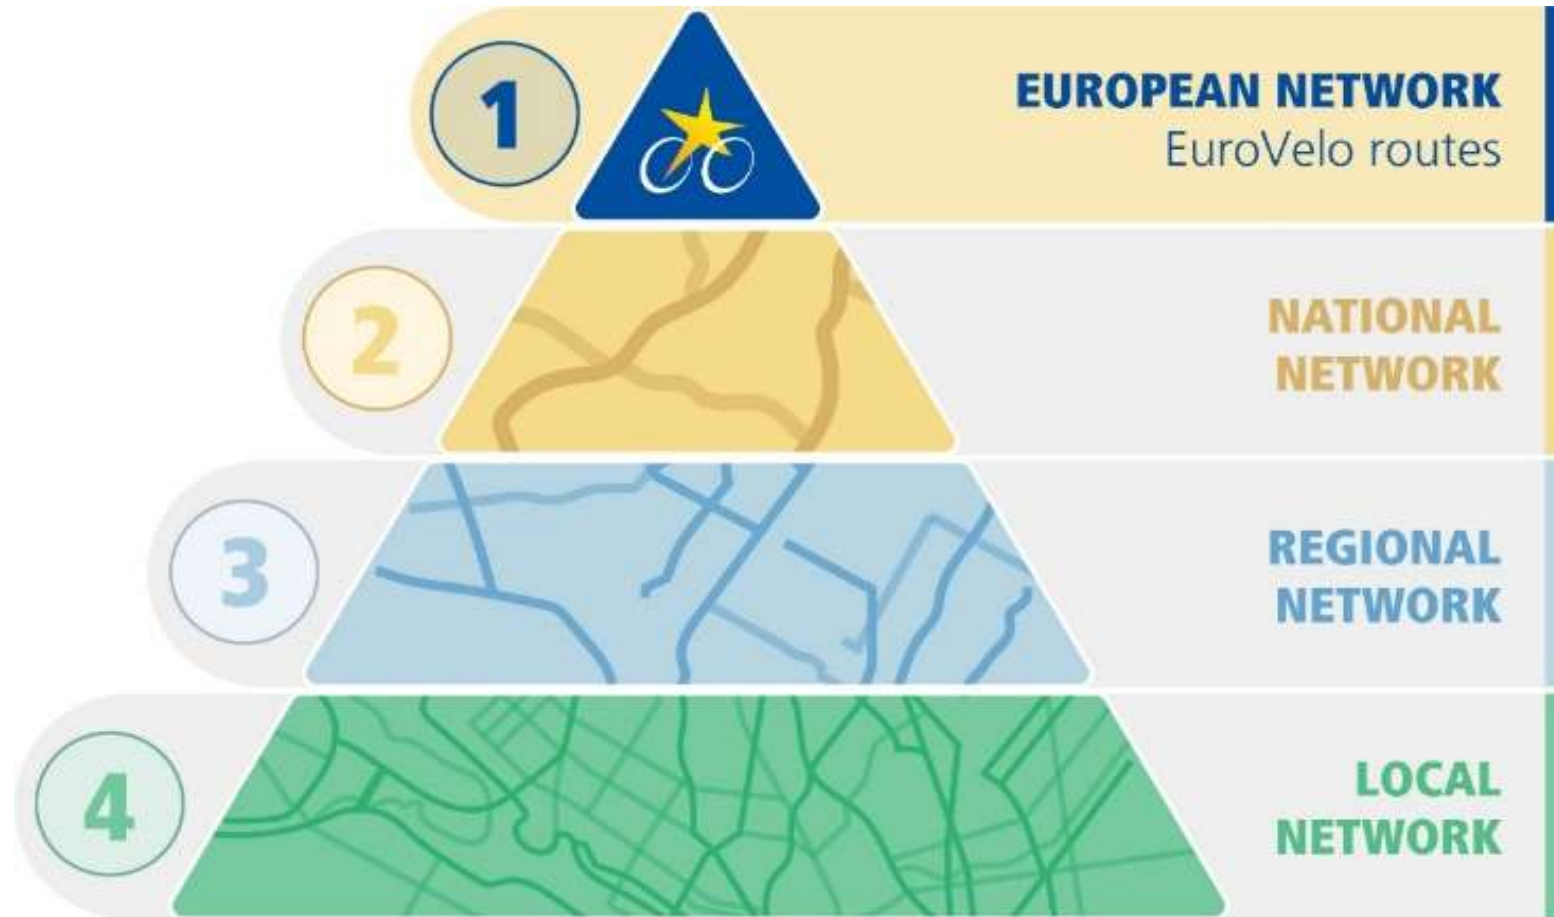 1
EUROPEAN NETWORK
EuroVelo routes
2
NATIONAL
NETWORK
3
REGIONAL
NETWORK
4
LOCAL
NETWORK